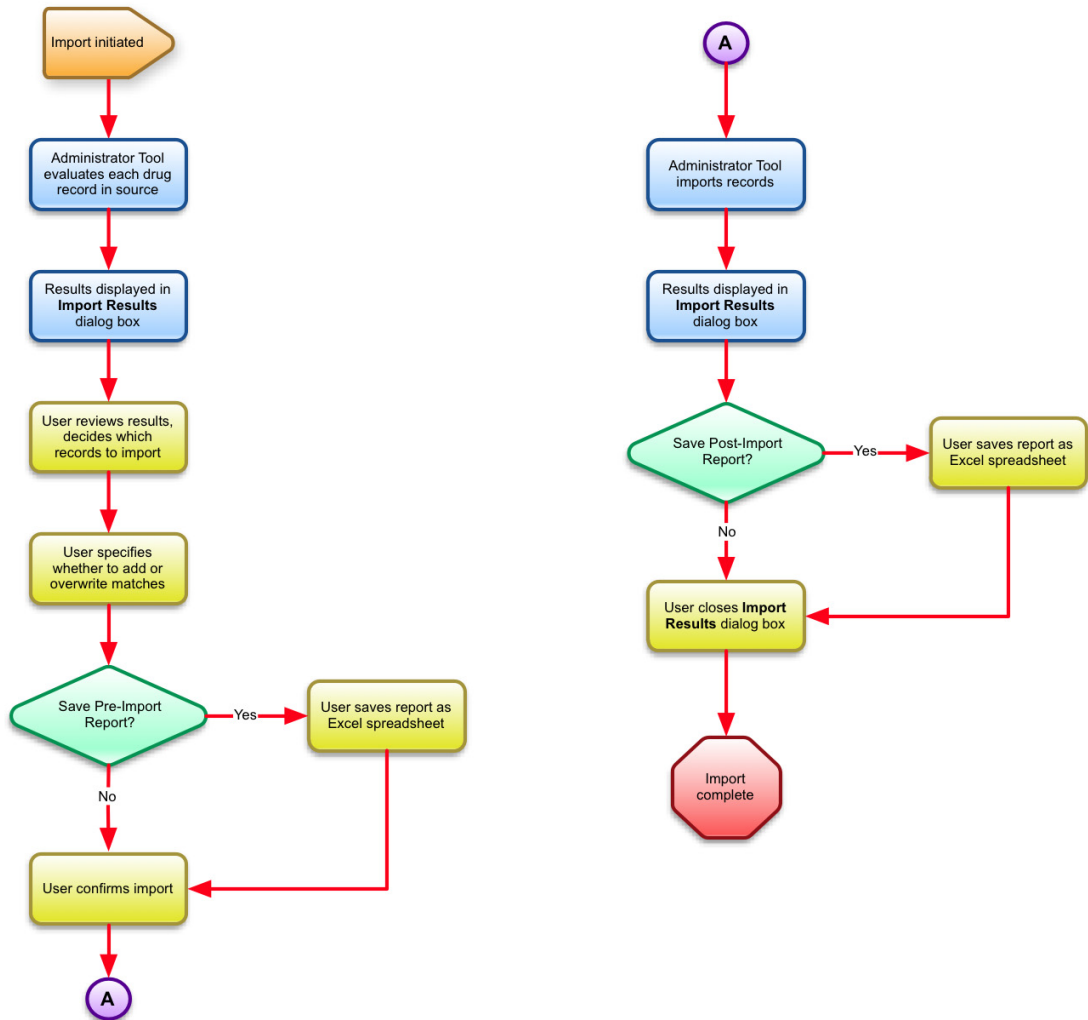 Import initiated
Administrator Tool
evaluates each drug
record in source
Results displayed in
Import Results
dialog box
User reviews results,
decides which
records to import
User specifies
whether to add or
overwrite matches
Save Pre-Import
Report?
Yes
User saves report as
Excel spreadsheet
No
User confirms import
A
A
Administrator Tool
imports records
Results displayed in
Import Results
dialog box
Save Post-Import
Report?
Yes
User saves report as
Excel spreadsheet
No
User closes Import
Results dialog box
Import
complete